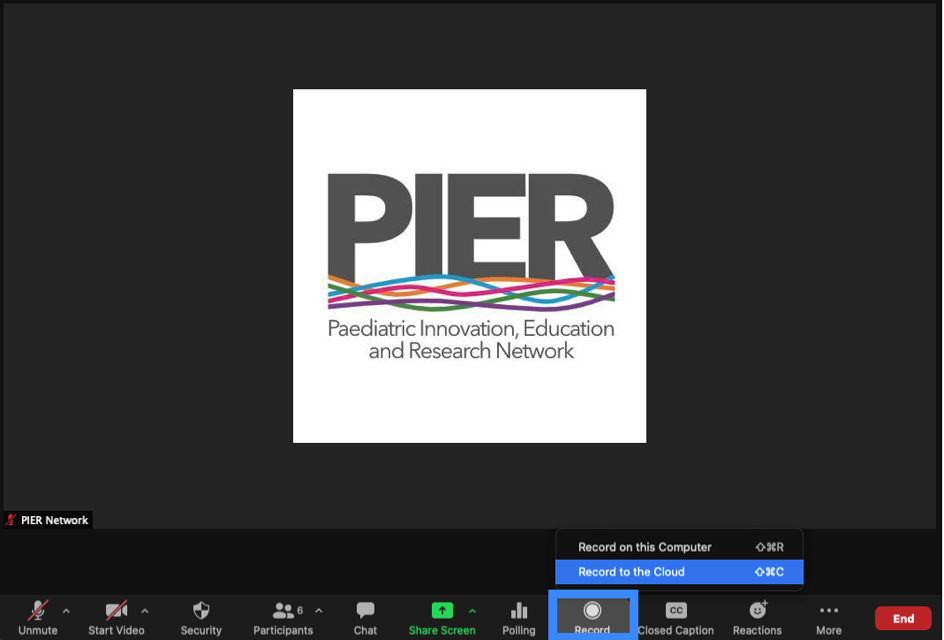 PIER
Paediatric Innovation, Education
and Research Network
PIER Network
Record on this Computer ⇧⌘R
Record to the Cloud ⇧⌘C
Unmute
Start Video
Security
Participants 6
Chat
Share Screen
Polling
Record
CC
Closed Caption
Reactions
More
End